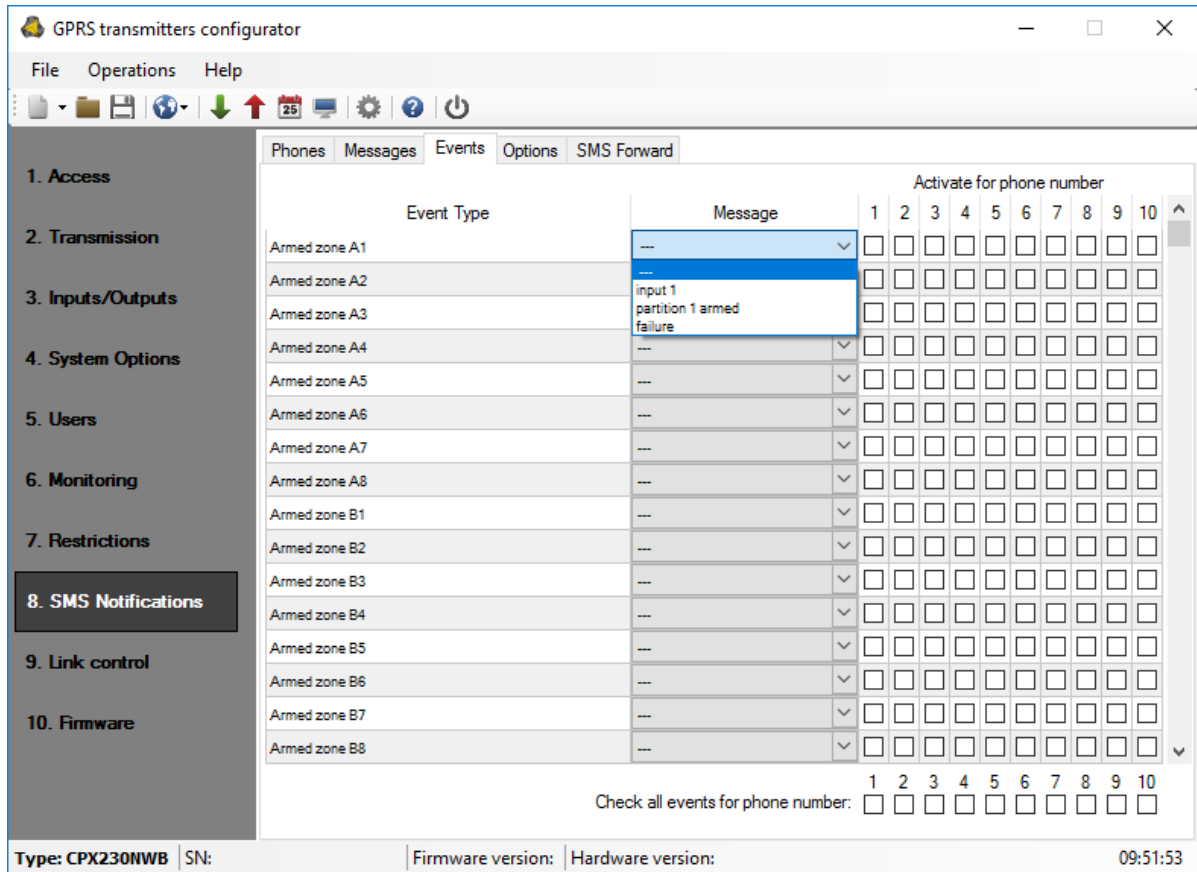 GPRS transmitters configurator
File Operations Help
25
Phones Messages Events Options SMS Forward
1. Access
2. Transmission
3. Inputs/Outputs
4. System Options
5. Users
6. Monitoring
7. Restrictions
8. SMS Notifications
9. Link control
10. Firmware
Activate for phone number
Event Type Message 1 2 3 4 5 6 7 8 9 10
Armed zone A1 ---
---
input 1
partition 1 armed
failure
Armed zone A2
Armed zone A3
Armed zone A4 ---
Armed zone A5 ---
Armed zone A6 ---
Armed zone A7 ---
Armed zone A8 ---
Armed zone B1 ---
Armed zone B2 ---
Armed zone B3 ---
Armed zone B4 ---
Armed zone B5 ---
Armed zone B6 ---
Armed zone B7 ---
Armed zone B8 ---
1 2 3 4 5 6 7 8 9 10
Check all events for phone number:
Type: CPX230NWB SN: Firmware version: Hardware version: 09:51:53